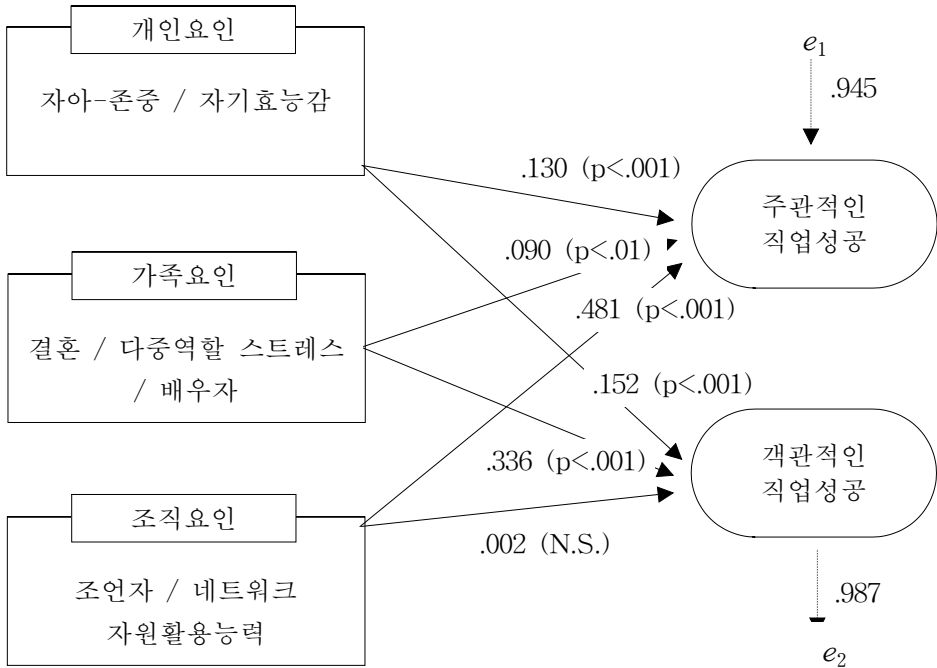 개인요인
자아-존중 / 자기효능감
e1
.945
.130 (p<.001)
주관적인
직업성공
.090 (p<.01)
가족요인
결혼 / 다중역할 스트레스
/ 배우자
.481 (p<.001)
.152 (p<.001)
.336 (p<.001)
객관적인
직업성공
조직요인
조언자 / 네트워크
자원활용능력
.002 (N.S.)
.987
e2